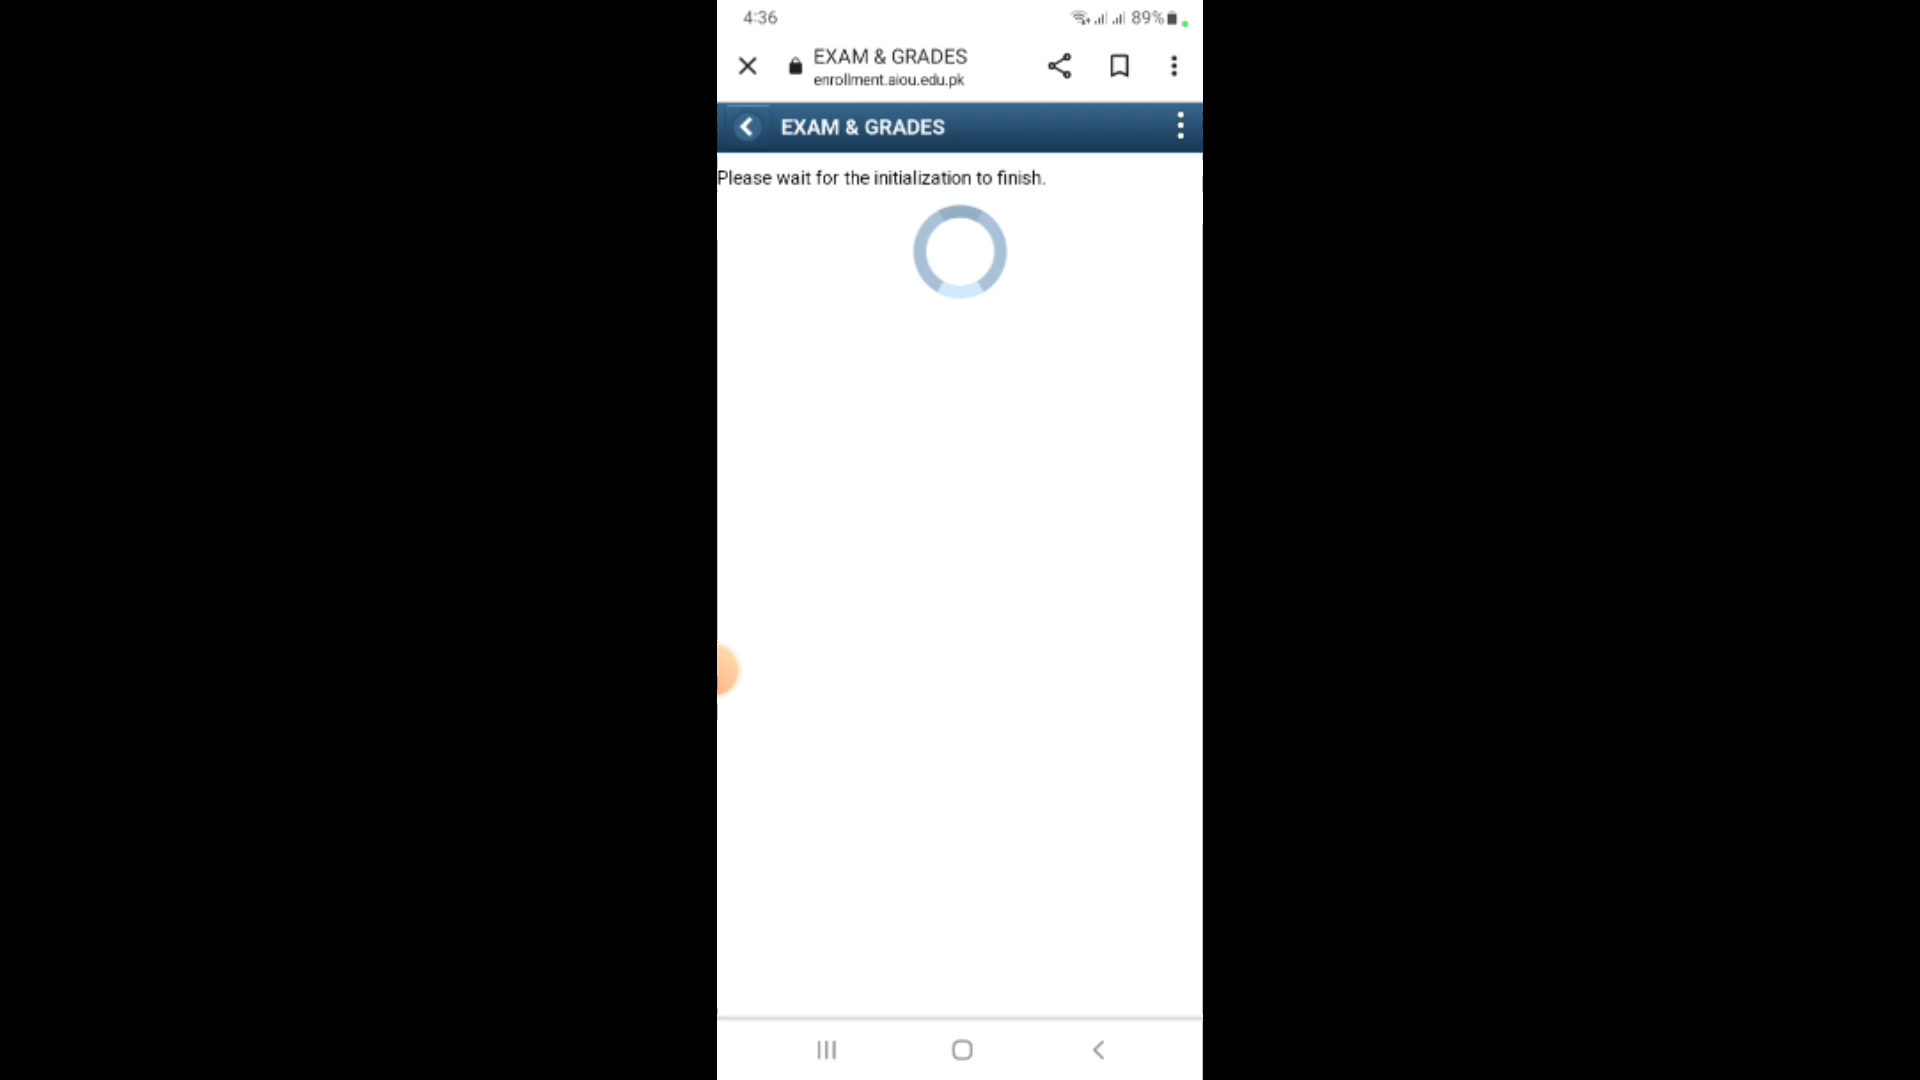 4:36
89%
EXAM & GRADES
enrollment.aiou.edu.pk
EXAM & GRADES
Please wait for the initialization to finish.